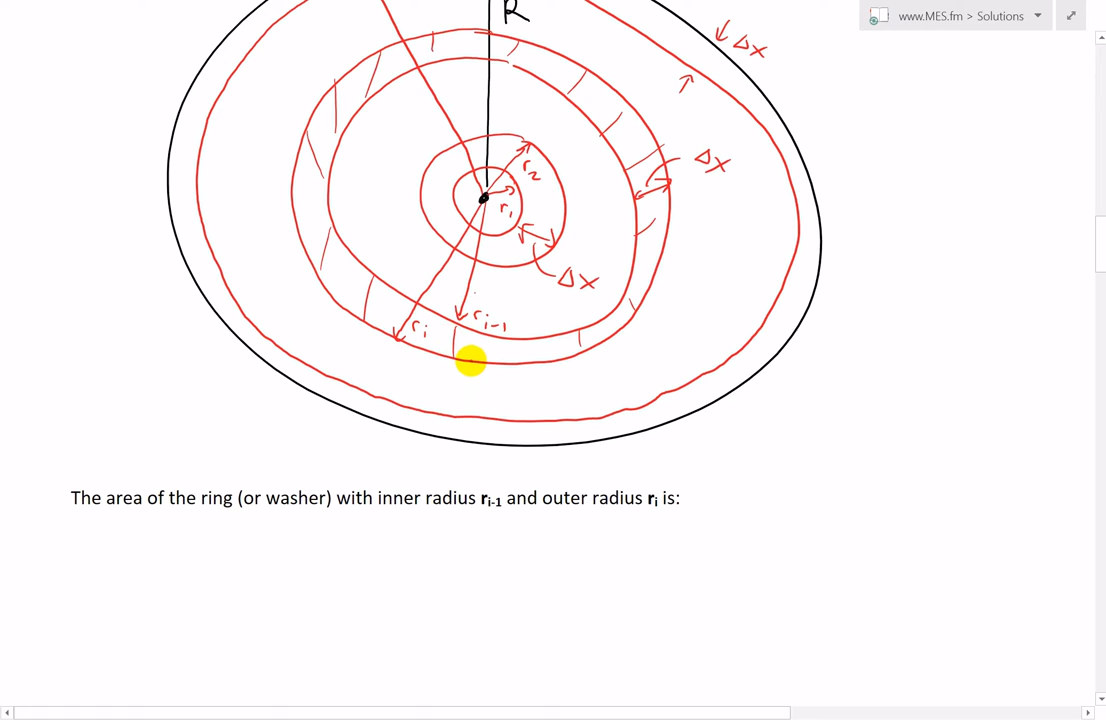 www.MES.fm > Solutions
R
Δx
Δx
r₂
r₁
Δx
rᵢ₋₁
rᵢ
The area of the ring (or washer) with inner radius rᵢ₋₁ and outer radius rᵢ is: